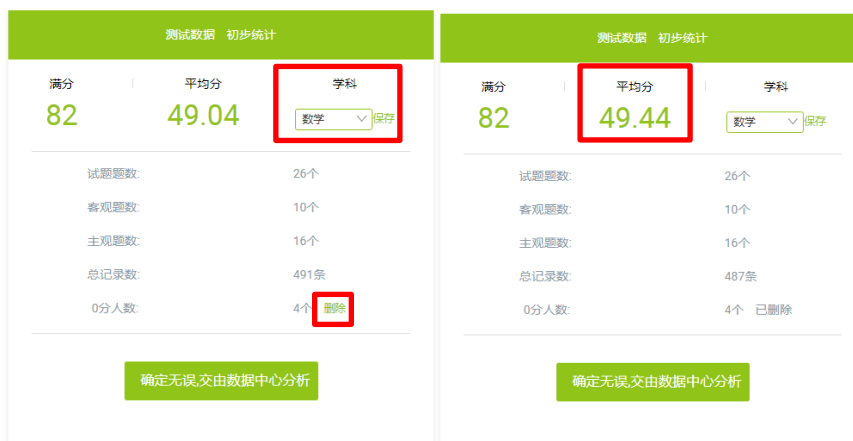 测试数据 初步统计
满分 平均分 学科
82 49.04 数学 保存
试题题数: 26个
客观题数: 10个
主观题数: 16个
总记录数: 491条
0分人数: 4个 删除
确定无误,交由数据中心分析
测试数据 初步统计
满分 平均分 学科
82 49.44 数学 保存
试题题数: 26个
客观题数: 10个
主观题数: 16个
总记录数: 487条
0分人数: 4个 已删除
确定无误,交由数据中心分析